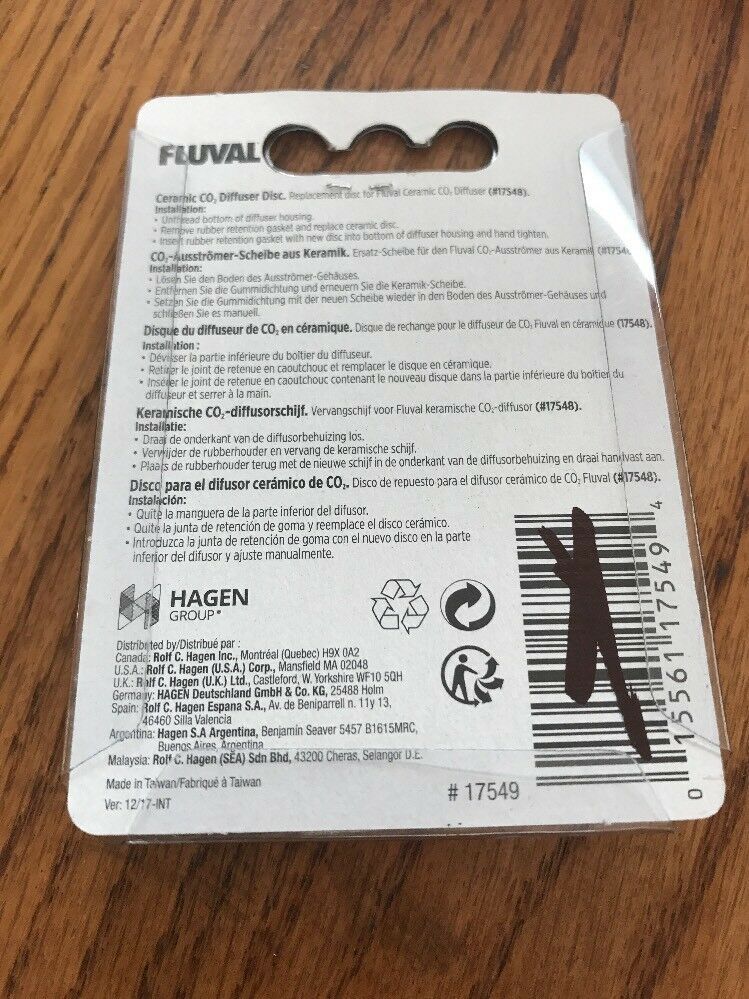 FLUVAL
Ceramic CO₂ Diffuser Disc. Replacement disc for Fluval Ceramic CO₂ Diffuser (#17548).
Installation:
• Unthread bottom of diffuser housing.
• Remove rubber retention gasket and replace ceramic disc.
• Insert rubber retention gasket with new disc into bottom of diffuser housing and hand tighten.
CO₂-Ausströmer-Scheibe aus Keramik. Ersatz-Scheibe für den Fluval CO₂-Ausströmer aus Keramik
Installation:
• Lösen Sie den Boden des Ausströmer-Gehäuses.
• Entfernen Sie die Gummidichtung und erneuern Sie die Keramik-Scheibe.
• Setzen Sie die Gummidichtung mit der neuen Scheibe wieder in den Boden des Ausströmer-Gehäuses und
schließen Sie es manuell.
Disque du diffuseur de CO₂ en céramique. Disque de rechange pour le diffuseur de CO₂ Fluval en céramique (17548).
Installation :
• Dévisser la partie inférieure du boîtier du diffuseur.
• Retirer le joint de retenue en caoutchouc et remplacer le disque en céramique.
• Insérer le joint de retenue en caoutchouc contenant le nouveau disque dans la partie inférieure du boîtier du
diffuseur et serrer à la main.
Keramische CO₂-diffusorschijf. Vervangschijf voor Fluval keramische CO₂-diffusor (#17548).
Installatie:
• Draai de onderkant van de diffusorbehuizing los.
• Verwijder de rubberhouder en vervang de keramische schijf.
• Plaats de rubberhouder terug met de nieuwe schijf in de onderkant van de diffusorbehuizing en draai handvast aan.
Disco para el difusor cerámico de CO₂. Disco de repuesto para el difusor cerámico de CO₂ Fluval (#17548).
Instalación:
• Quite la manguera de la parte inferior del difusor.
• Quite la junta de retención de goma y reemplace el disco cerámico.
• Introduzca la junta de retención de goma con el nuevo disco en la parte
inferior del difusor y ajuste manualmente.
HAGEN
GROUP®
Distributed by/Distribué par :
Canada: Rolf C. Hagen Inc., Montréal (Quebec) H9X 0A2
U.S.A.: Rolf C. Hagen (U.S.A.) Corp., Mansfield MA 02048
U.K.: Rolf C. Hagen (U.K.) Ltd., Castleford, W. Yorkshire WF10 5QH
Germany: HAGEN Deutschland GmbH & Co. KG, 25488 Holm
Spain: Rolf C. Hagen Espana S.A., Av. de Beniparrell n. 11y 13,
46460 Silla Valencia
Argentina: Hagen S.A Argentina, Benjamin Seaver 5457 B1615MRC,
Buenos Aires, Argentina
Malaysia: Rolf C. Hagen (SEA) Sdn Bhd, 43200 Cheras, Selangor D.E.
Made in Taiwan/Fabriqué à Taiwan
Ver: 12/17-INT
# 17549
0 15561 17549 4